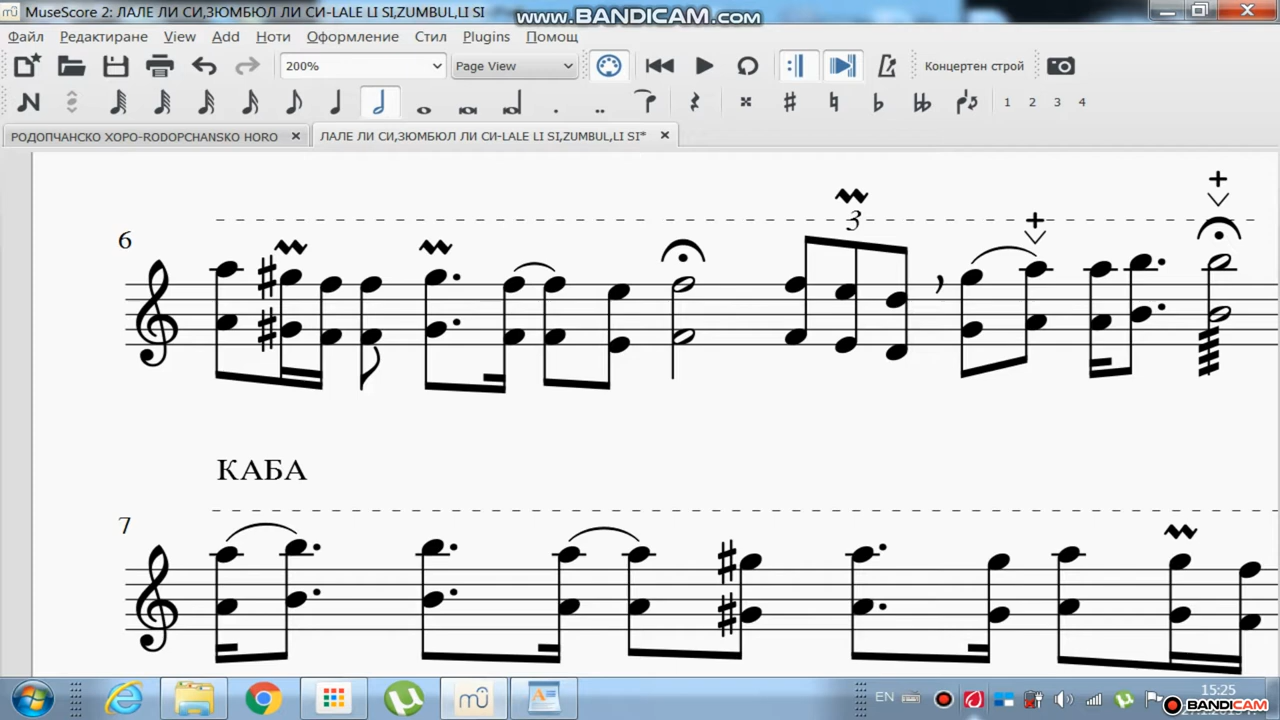 MuseScore 2: ЛАЛЕ ЛИ СИ,ЗЮМБЮЛ ЛИ СИ-LALE LI SI,ZUMBUL,LI SI
www.BANDICAM.com
Файл Редактиране View Add Ноти Оформление Стил Plugins Помощ
200% Page View Концертен строй
1 2 3 4
РОДОПЧАНСКО ХОРО-RODOPCHANSKO HORO ЛАЛЕ ЛИ СИ,ЗЮМБЮЛ ЛИ СИ-LALE LI SI,ZUMBUL,LI SI*
3
6
КАБА
7
EN 15:25
BANDICAM